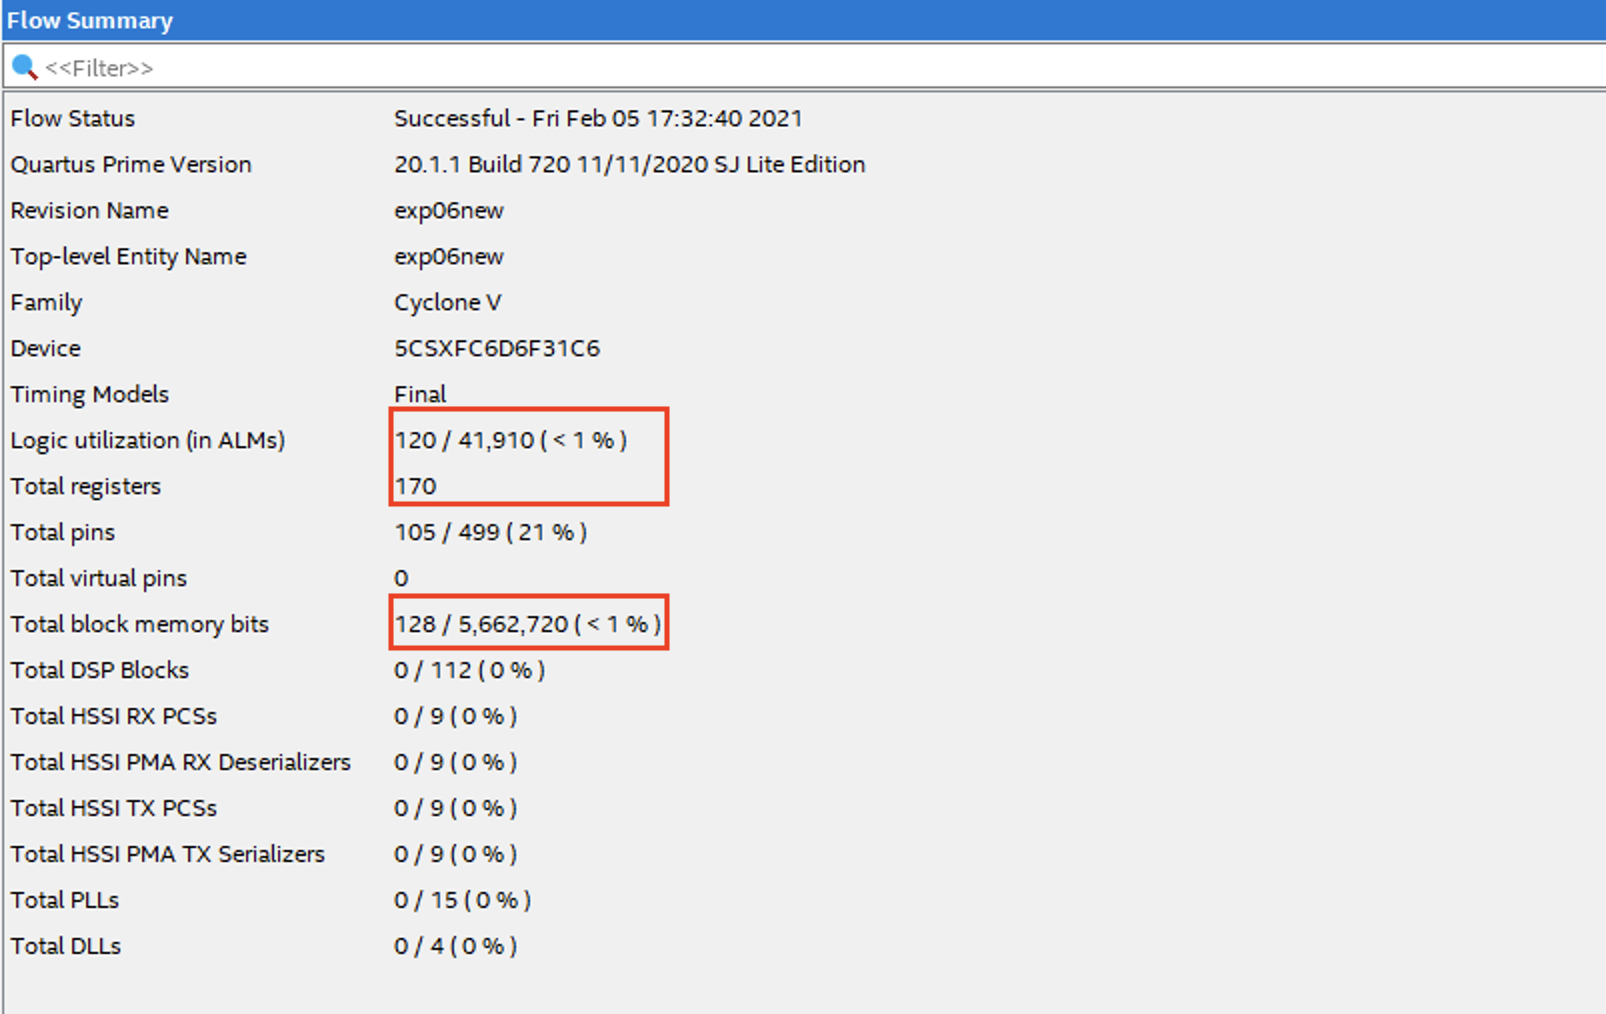 Flow Summary
<<Filter>>
Flow Status Successful - Fri Feb 05 17:32:40 2021
Quartus Prime Version 20.1.1 Build 720 11/11/2020 SJ Lite Edition
Revision Name exp06new
Top-level Entity Name exp06new
Family Cyclone V
Device 5CSXFC6D6F31C6
Timing Models Final
Logic utilization (in ALMs) 120 / 41,910 ( < 1 % )
Total registers 170
Total pins 105 / 499 ( 21 % )
Total virtual pins 0
Total block memory bits 128 / 5,662,720 ( < 1 % )
Total DSP Blocks 0 / 112 ( 0 % )
Total HSSI RX PCSs 0 / 9 ( 0 % )
Total HSSI PMA RX Deserializers 0 / 9 ( 0 % )
Total HSSI TX PCSs 0 / 9 ( 0 % )
Total HSSI PMA TX Serializers 0 / 9 ( 0 % )
Total PLLs 0 / 15 ( 0 % )
Total DLLs 0 / 4 ( 0 % )